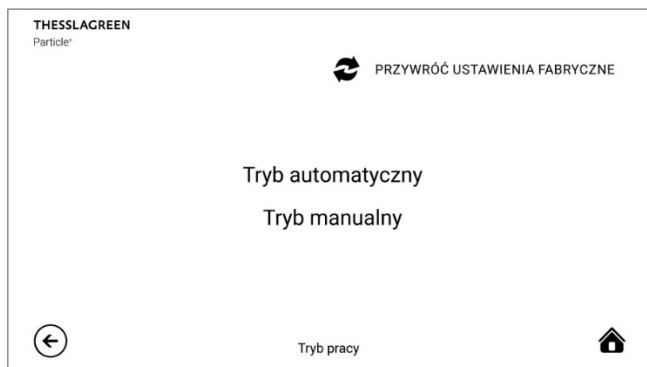 THESSLAGREEN
Particle+
PRZYWRÓĆ USTAWIENIA FABRYCZNE
Tryb automatyczny
Tryb manualny
Tryb pracy